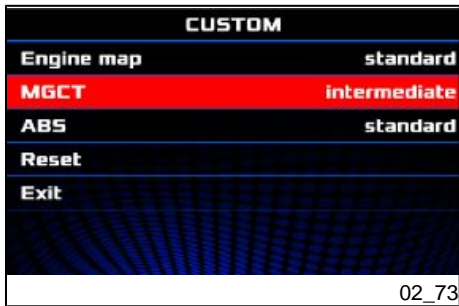 CUSTOM
Engine map standard
MGCT intermediate
ABS standard
Reset
Exit
02_73